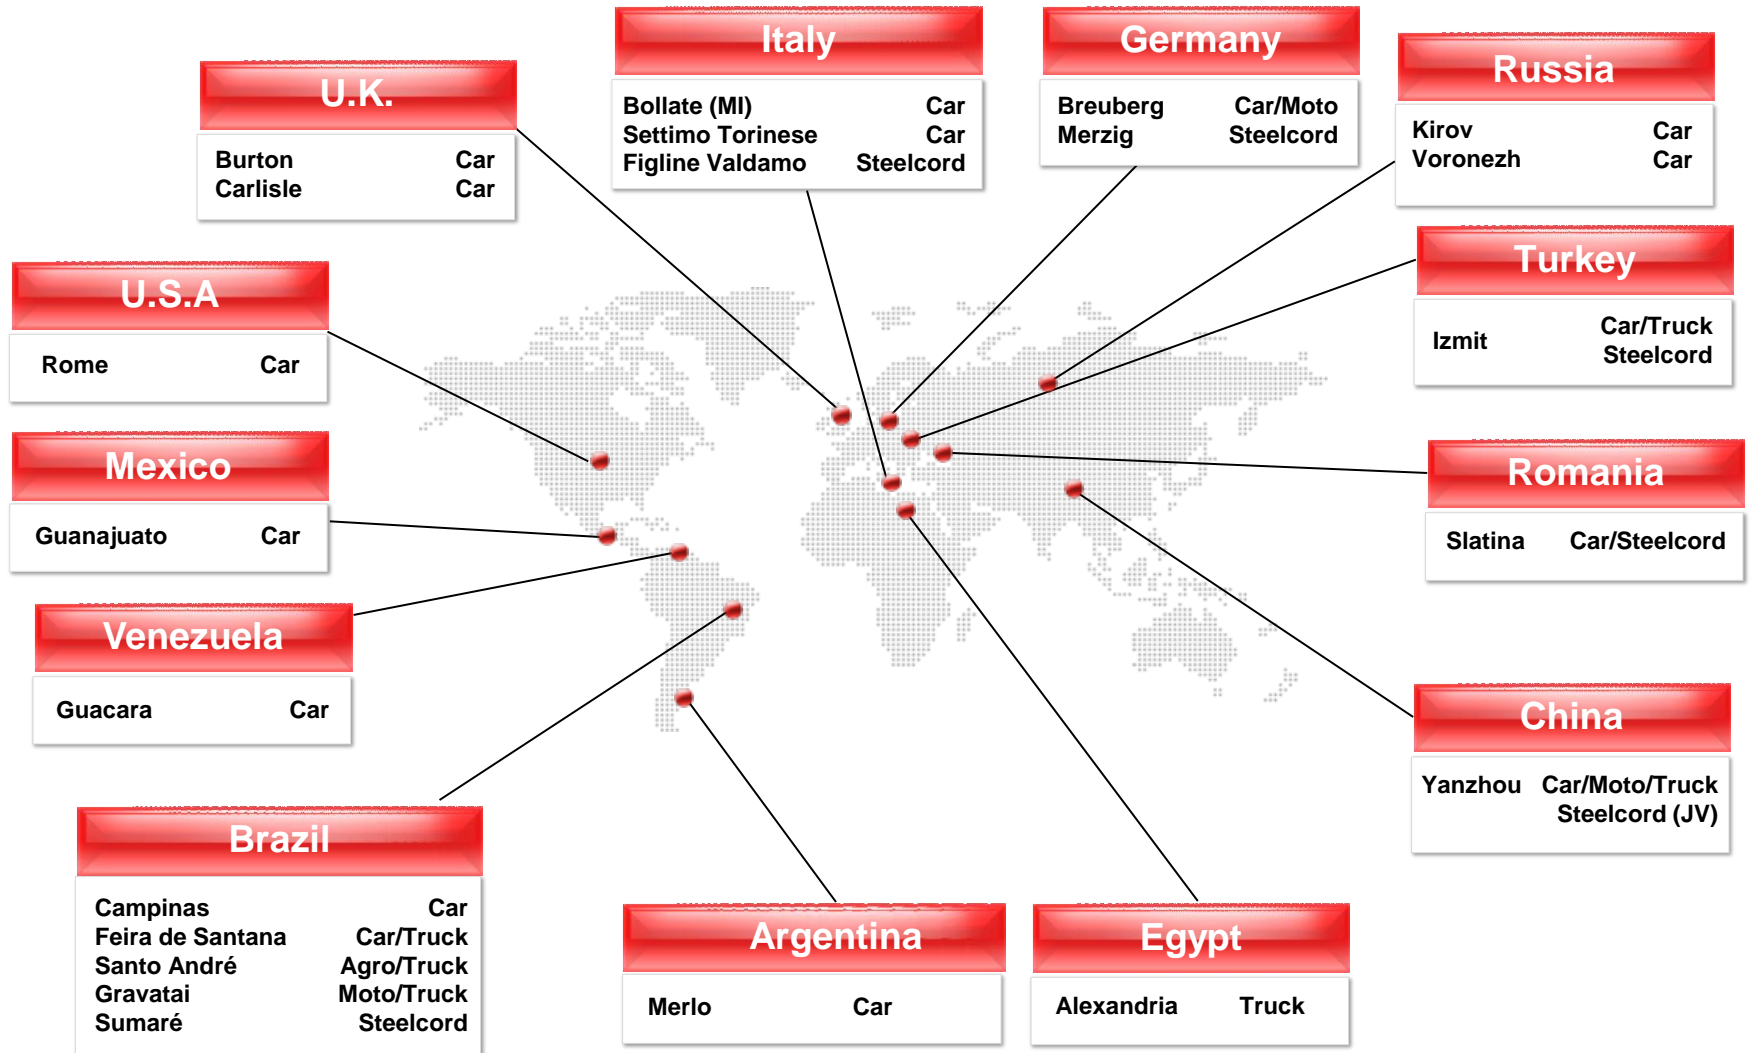 Italy
Bollate (MI) Car
Settimo Torinese Car
Figline Valdamo Steelcord
Germany
Breuberg Car/Moto
Merzig Steelcord
Russia
Kirov Car
Voronezh Car
U.K.
Burton Car
Carlisle Car
Turkey
Izmit Car/Truck
Steelcord
U.S.A
Rome Car
Mexico
Guanajuato Car
Romania
Slatina Car/Steelcord
Venezuela
Guacara Car
China
Yanzhou Car/Moto/Truck
Steelcord (JV)
Brazil
Campinas Car
Feira de Santana Car/Truck
Santo André Agro/Truck
Gravatai Moto/Truck
Sumaré Steelcord
Argentina
Merlo Car
Egypt
Alexandria Truck